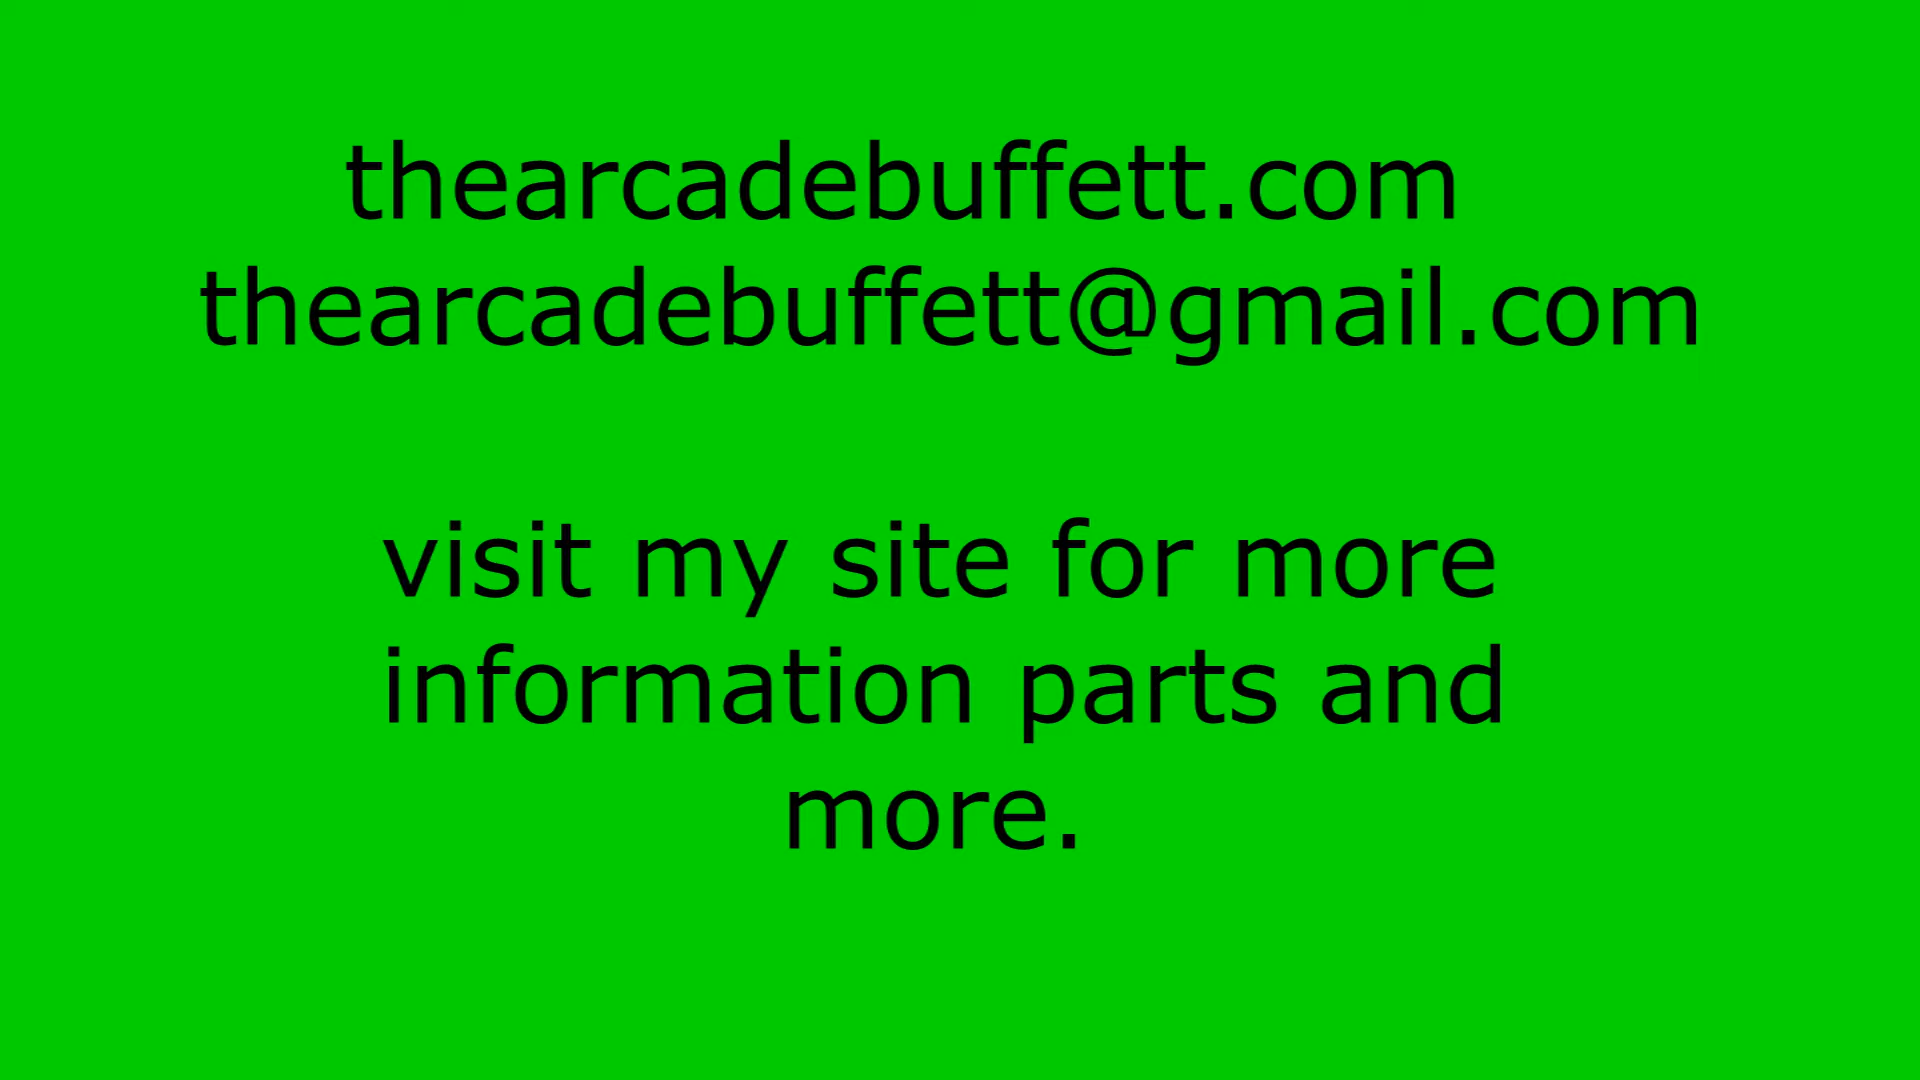 thearcadebuffett.com
thearcadebuffett@gmail.com
visit my site for more
information parts and
more.